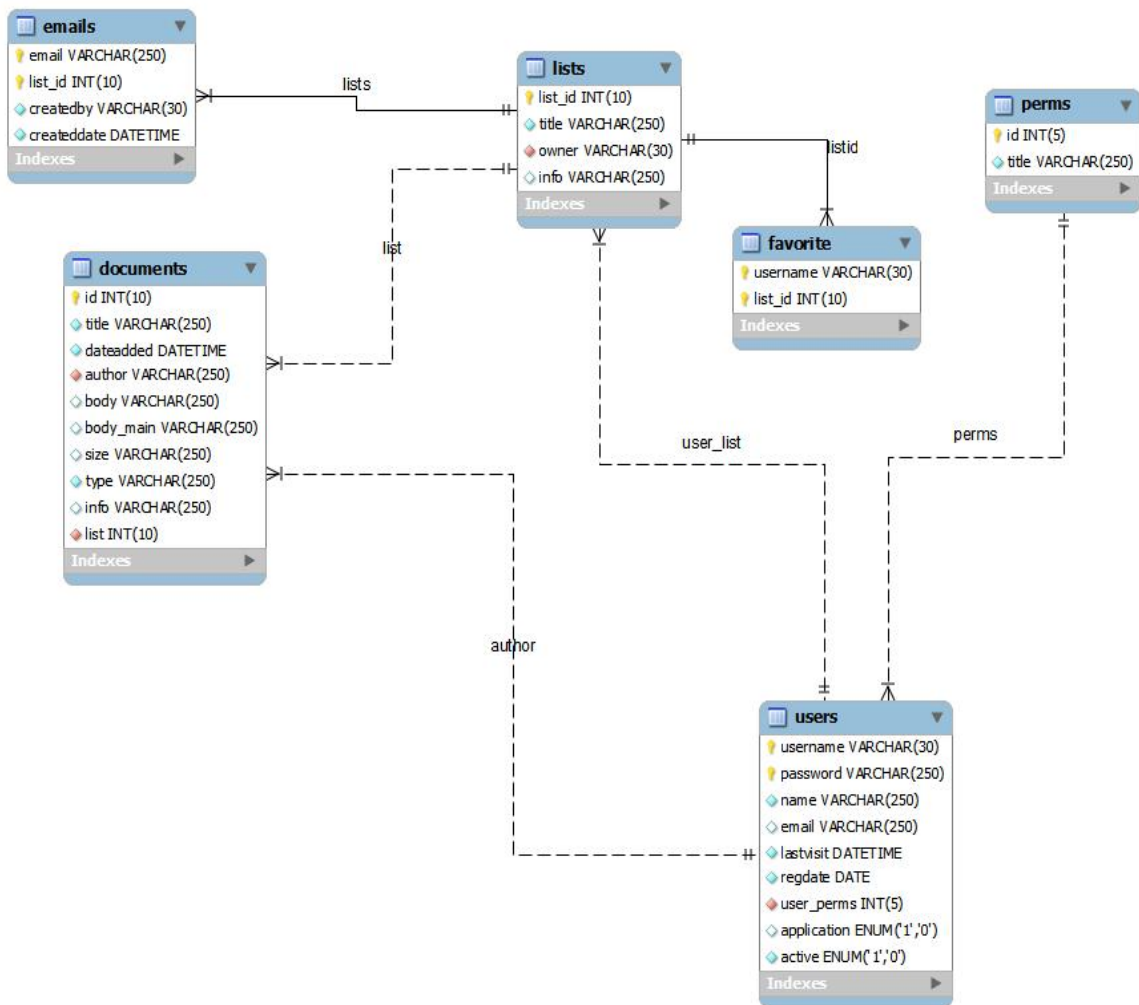 emails
email VARCHAR(250)
list_id INT(10)
createdby VARCHAR(30)
createddate DATETIME
Indexes
lists
lists
list_id INT(10)
title VARCHAR(250)
owner VARCHAR(30)
info VARCHAR(250)
Indexes
listid
perms
id INT(5)
title VARCHAR(250)
Indexes
favorite
username VARCHAR(30)
list_id INT(10)
Indexes
list
documents
id INT(10)
title VARCHAR(250)
dateadded DATETIME
author VARCHAR(250)
body VARCHAR(250)
body_main VARCHAR(250)
size VARCHAR(250)
type VARCHAR(250)
info VARCHAR(250)
list INT(10)
Indexes
user_list
perms
author
users
username VARCHAR(30)
password VARCHAR(250)
name VARCHAR(250)
email VARCHAR(250)
lastvisit DATETIME
regdate DATE
user_perms INT(5)
application ENUM('1','0')
active ENUM('1','0')
Indexes